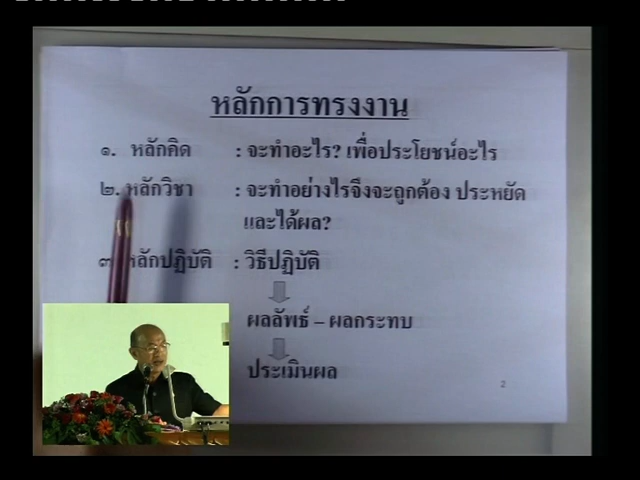 หลักการทรงงาน
๑. หลักคิด : จะทำอะไร? เพื่อประโยชน์อะไร
๒. หลักวิชา : จะทำอย่างไรจึงจะถูกต้อง ประหยัด
และได้ผล?
๓ หลักปฏิบัติ : วิธีปฏิบัติ
ผลลัพธ์ – ผลกระทบ
ประเมินผล
2